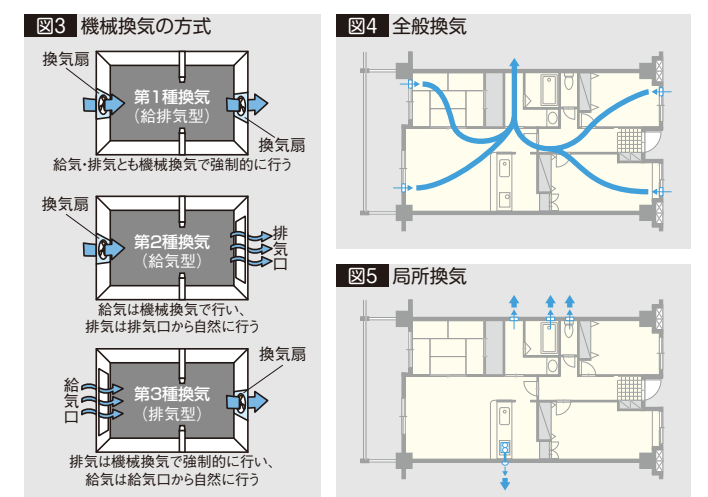 図3 機械換気の方式
換気扇
第1種換気
（給排気型）
換気扇
給気・排気とも機械換気で強制的に行う
換気扇
第2種換気
（給気型）
排気口
給気は機械換気で行い、
排気は排気口から自然に行う
換気扇
給気口
第3種換気
（排気型）
排気は機械換気で強制的に行い、
給気は給気口から自然に行う
図4 全般換気
図5 局所換気